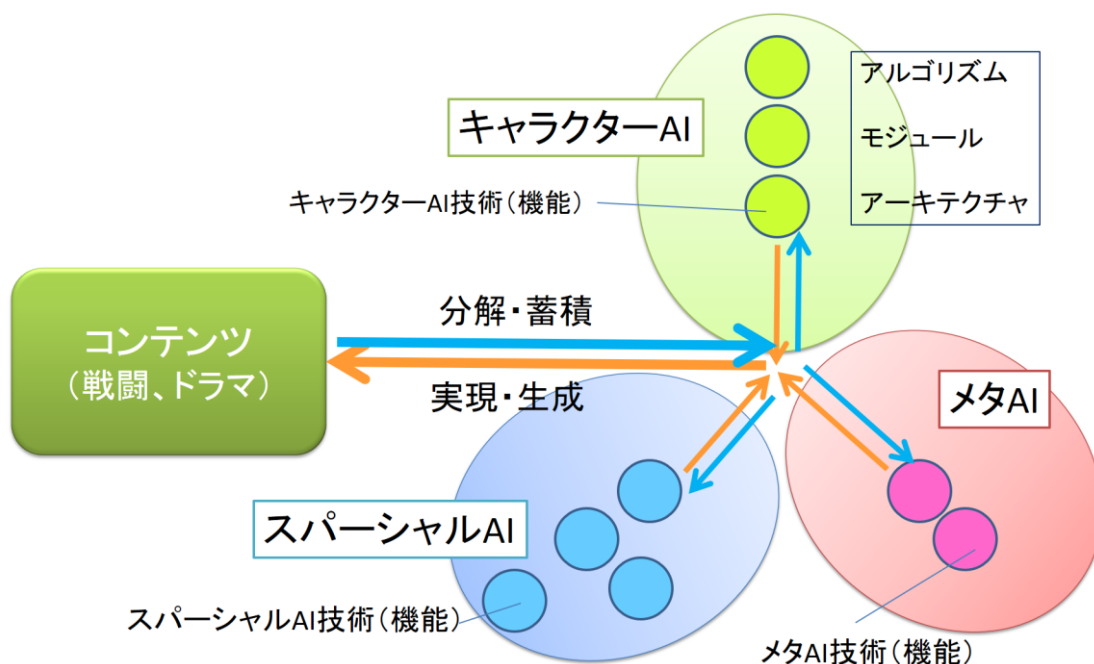 キャラクターAI
アルゴリズム
モジュール
アーキテクチャ
キャラクターAI技術（機能）
コンテンツ
（戦闘、ドラマ）
分解・蓄積
実現・生成
メタAI
スパーシャルAI
スパーシャルAI技術（機能）
メタAI技術（機能）